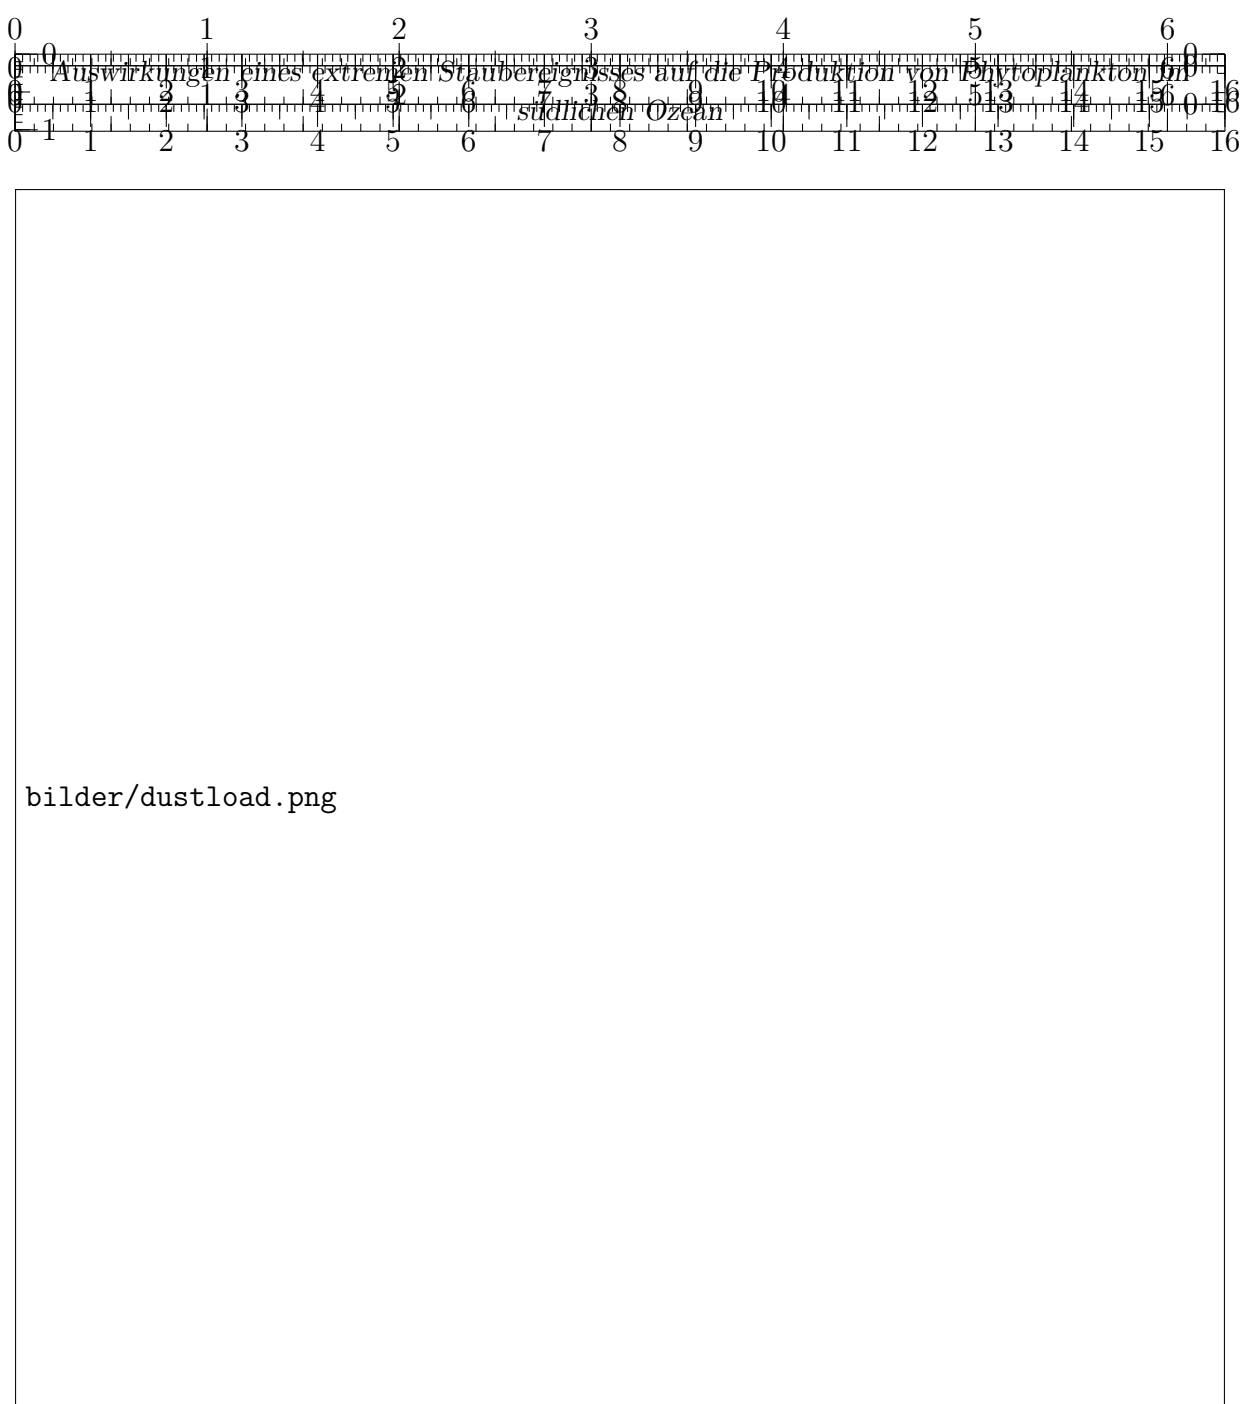 0 1 2 3 4 5 6
Auswirkungen eines extremen Staubereignisses auf die Produktion von Phytoplankton im
südlichen Ozean
0 1 2 3 4 5 6 7 8 9 10 11 12 13 14 15 16
bilder/dustload.png